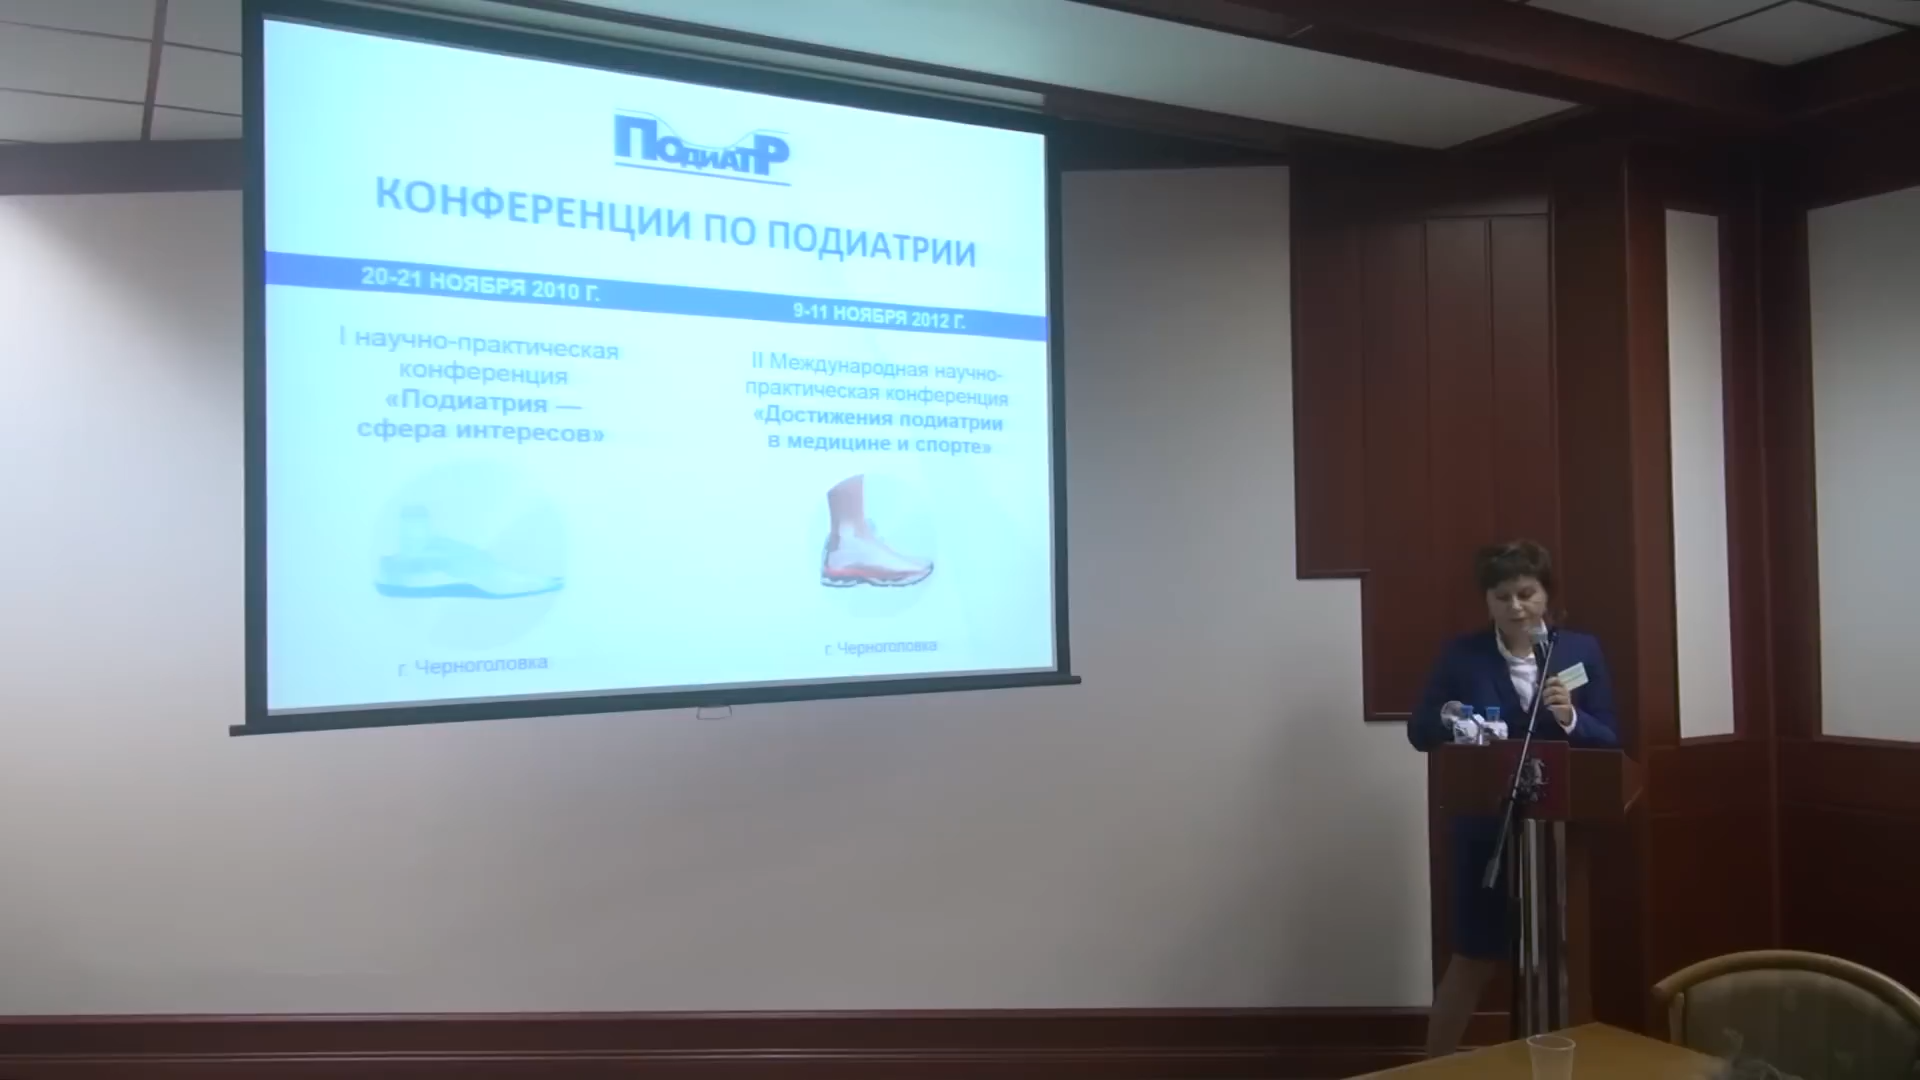 ПОДИАТР
КОНФЕРЕНЦИИ ПО ПОДИАТРИИ
20-21 НОЯБРЯ 2010 Г.
I научно-практическая
конференция
«Подиатрия —
сфера интересов»
г. Черноголовка
9-11 НОЯБРЯ 2012 Г.
II Международная научно-
практическая конференция
«Достижения подиатрии
в медицине и спорте»
г. Черноголовка